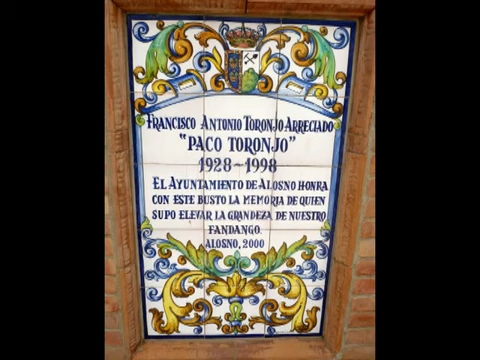 FRANCISCO ANTONIO TORONJO ARRECIADO
"PACO TORONJO"
1928~1998
EL AYUNTAMIENTO DE ALOSNO HONRA
CON ESTE BUSTO LA MEMORIA DE QUIEN
SUPO ELEVAR LA GRANDEZA DE NUESTRO
FANDANGO.
ALOSNO, 2000